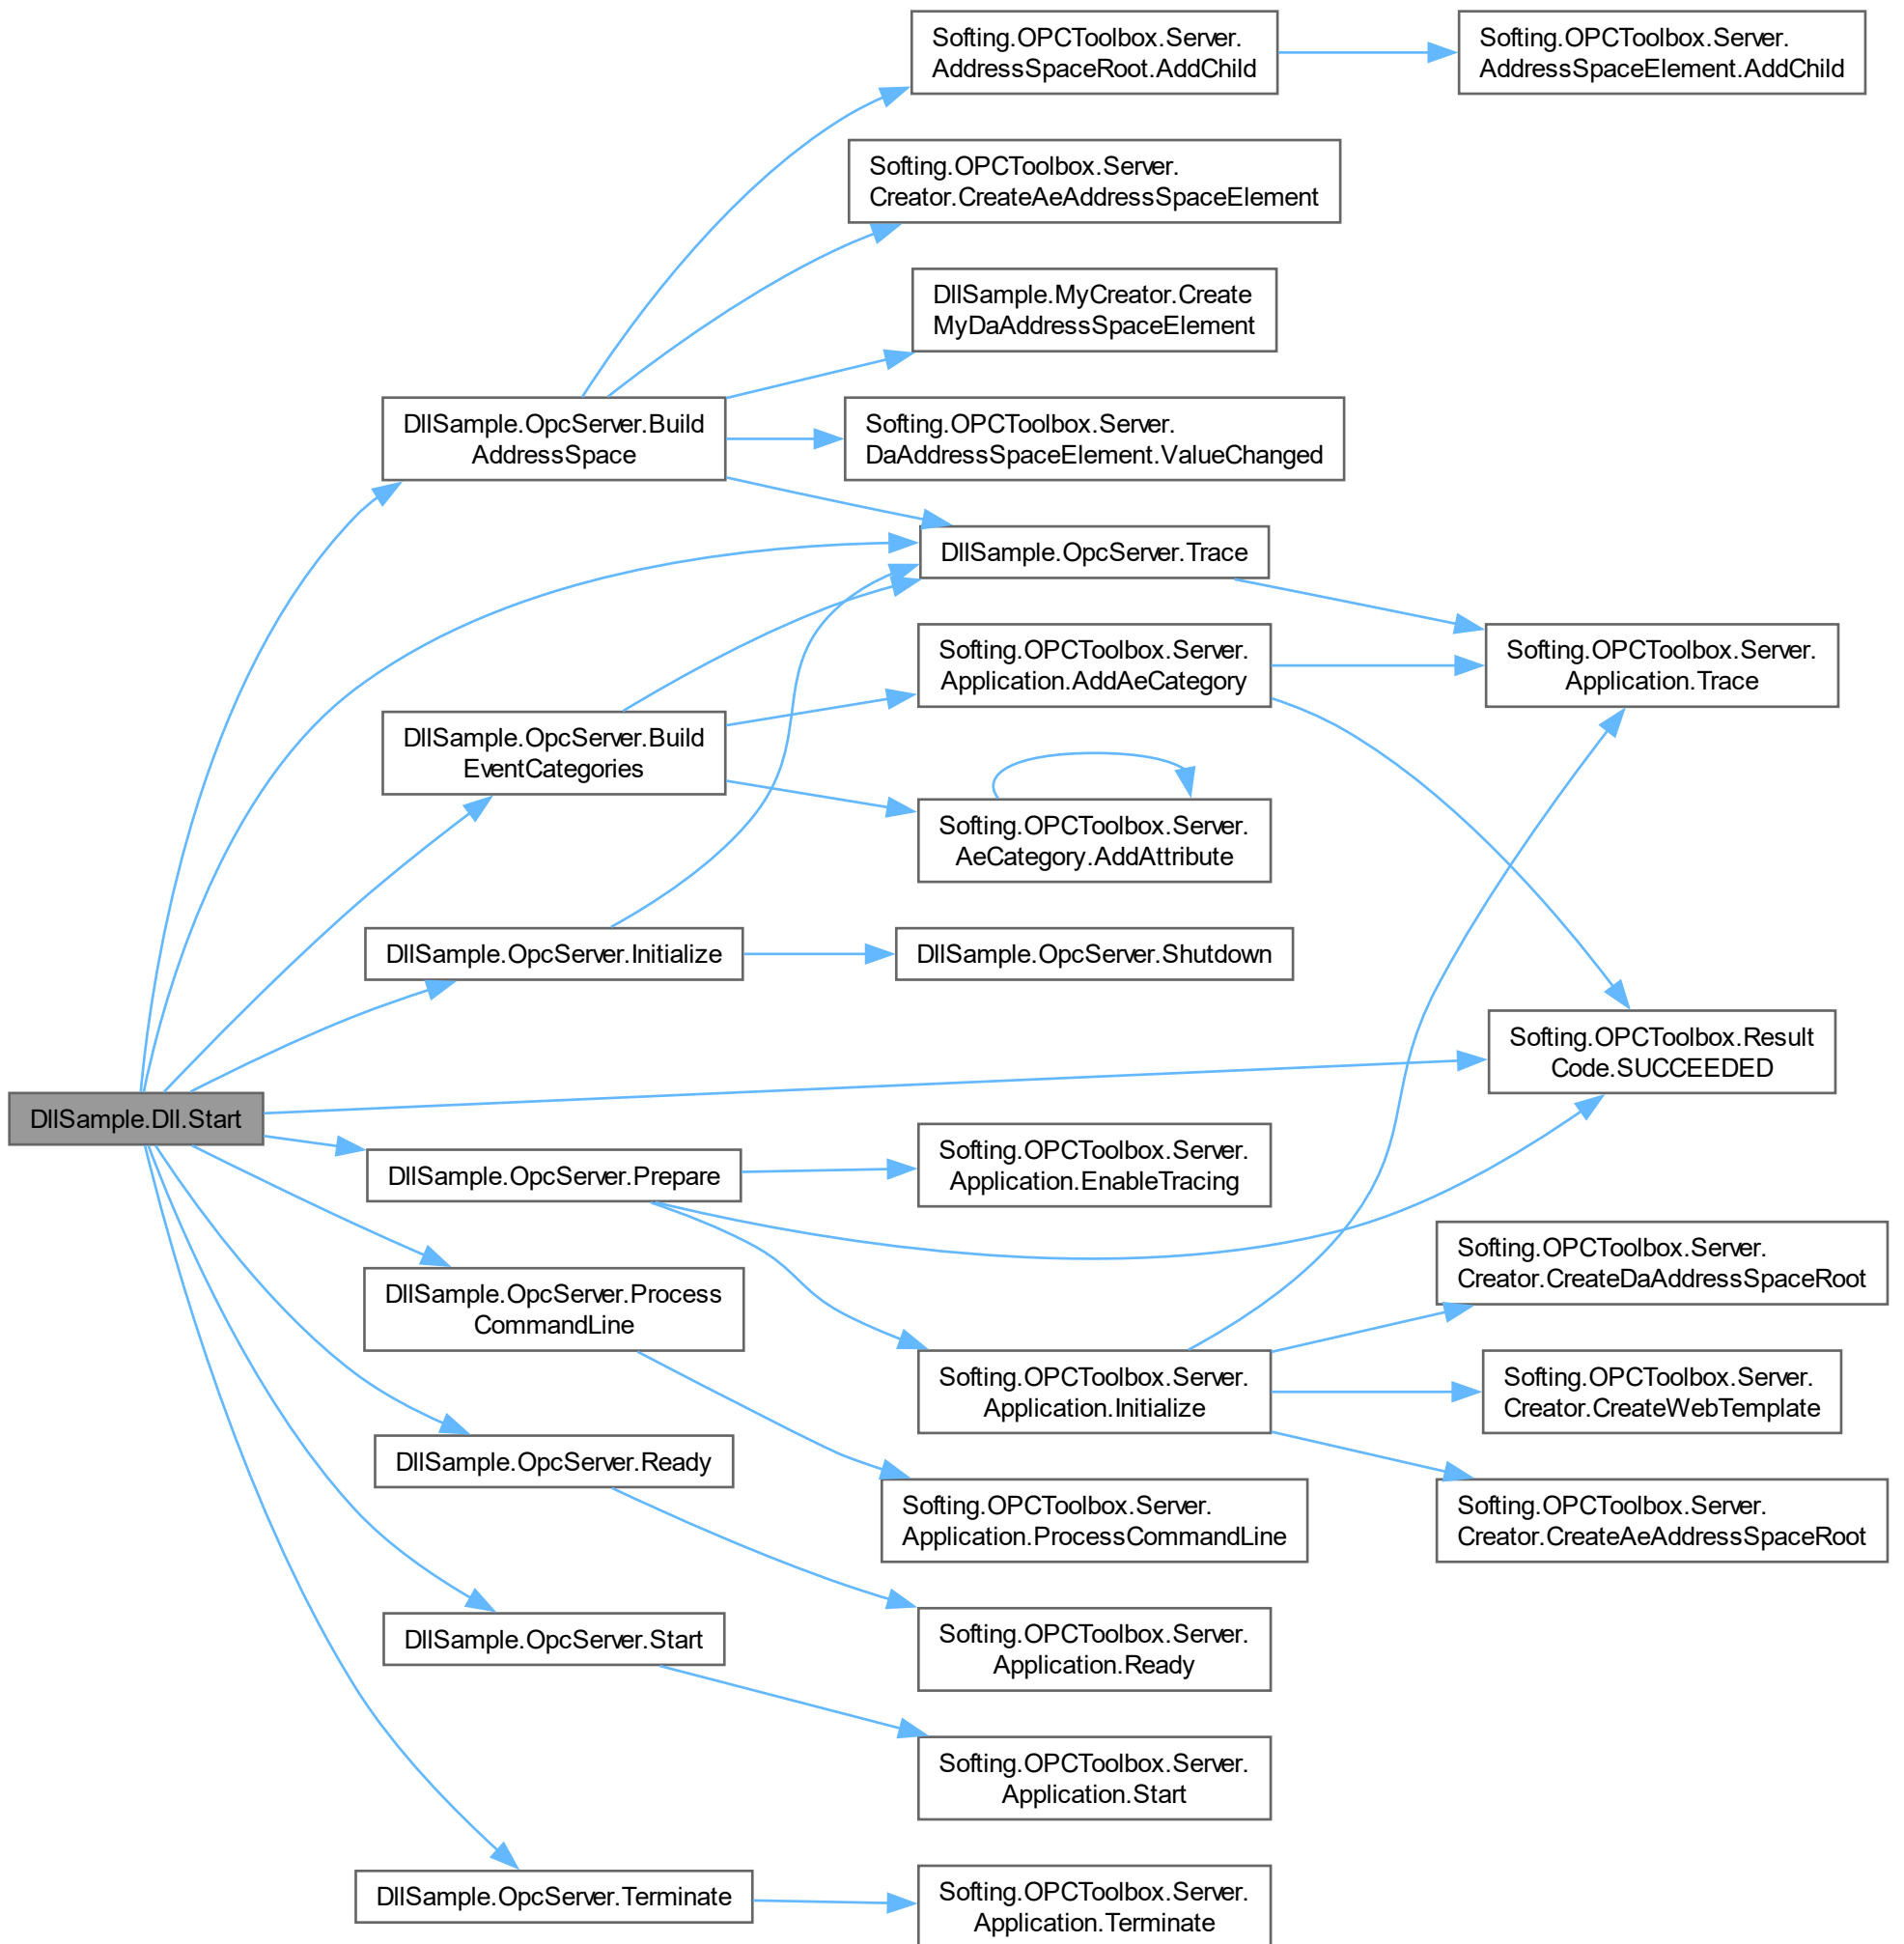 Softing.OPCToolbox.Server.
AddressSpaceRoot.AddChild
Softing.OPCToolbox.Server.
AddressSpaceElement.AddChild
Softing.OPCToolbox.Server.
Creator.CreateAeAddressSpaceElement
DllSample.MyCreator.Create
MyDaAddressSpaceElement
DllSample.OpcServer.Build
AddressSpace
Softing.OPCToolbox.Server.
DaAddressSpaceElement.ValueChanged
DllSample.OpcServer.Trace
Softing.OPCToolbox.Server.
Application.AddAeCategory
Softing.OPCToolbox.Server.
Application.Trace
DllSample.OpcServer.Build
EventCategories
Softing.OPCToolbox.Server.
AeCategory.AddAttribute
DllSample.OpcServer.Initialize
DllSample.OpcServer.Shutdown
Softing.OPCToolbox.Result
Code.SUCCEEDED
DllSample.Dll.Start
DllSample.OpcServer.Prepare
Softing.OPCToolbox.Server.
Application.EnableTracing
Softing.OPCToolbox.Server.
Creator.CreateDaAddressSpaceRoot
DllSample.OpcServer.Process
CommandLine
Softing.OPCToolbox.Server.
Application.Initialize
Softing.OPCToolbox.Server.
Creator.CreateWebTemplate
DllSample.OpcServer.Ready
Softing.OPCToolbox.Server.
Application.ProcessCommandLine
Softing.OPCToolbox.Server.
Creator.CreateAeAddressSpaceRoot
DllSample.OpcServer.Start
Softing.OPCToolbox.Server.
Application.Ready
Softing.OPCToolbox.Server.
Application.Start
DllSample.OpcServer.Terminate
Softing.OPCToolbox.Server.
Application.Terminate